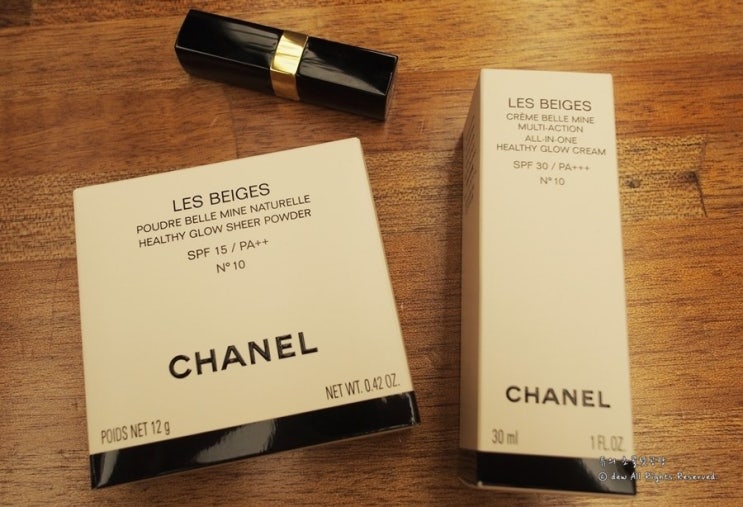 LES BEIGES
POUDRE BELLE MINE NATURELLE
HEALTHY GLOW SHEER POWDER
SPF 15 / PA++
N°10
CHANEL
POIDS NET 12 g
NET WT. 0.42 OZ.
LES BEIGES
CRÈME BELLE MINE
MULTI-ACTION
ALL-IN-ONE
HEALTHY GLOW CREAM
SPF 30 / PA+++
N°10
CHANEL
30 ml
1 FL.OZ.
ⓒ dew All Rights Reserved.